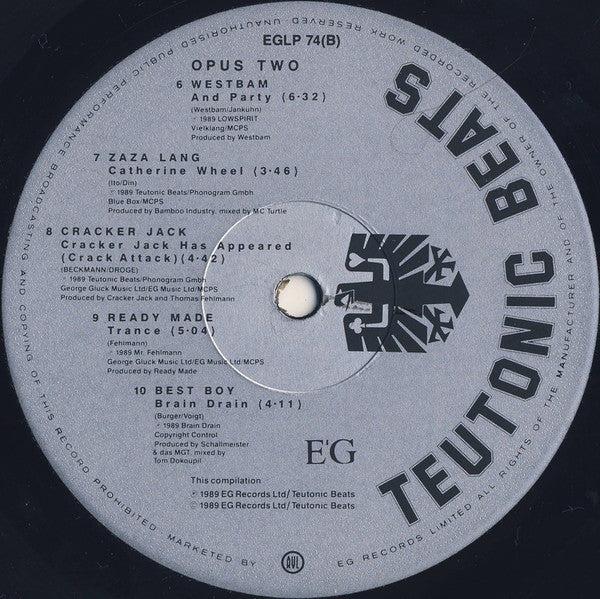 EGLP 74(B)
OPUS TWO
6 WESTBAM
And Party (6·32)
(Westbam/Jankuhn)
℗ 1989 LOWSPIRIT
Vielklang/MCPS
Produced by Westbam
7 ZAZA LANG
Catherine Wheel (3·46)
(Ito/Din)
℗ 1989 Teutonic Beats/Phonogram Gmbh
Blue Box/MCPS
Produced by Bamboo Industry, mixed by MC Turtle
8 CRACKER JACK
Cracker Jack Has Appeared
(Crack Attack)(4·42)
(BECKMANN/DROGE)
℗ 1989 Teutonic Beats/Phonogram GmbH
George Gluck Music Ltd/EG Music Ltd/MCPS
Produced by Cracker Jack and Thomas Fehlmann
9 READY MADE
Trance (5·04)
(Fehlmann)
℗ 1989 Mr. Fehlmann
George Gluck Music Ltd/EG Music Ltd/MCPS
Produced by Ready Made
10 BEST BOY
Brain Drain (4·11)
(Burger/Voigt)
℗ 1989 Brain Drain
Copyright Control
Produced by Schallmeister
& das MGT, mixed by
Tom Dokoupil
This compilation
℗ 1989 EG Records Ltd/Teutonic Beats
© 1989 EG Records Ltd/Teutonic Beats
E'G
TEUTONIC BEATS
MARKETED BY AVL EG RECORDS LIMITED ALL RIGHTS OF THE MANUFACTURER AND OF THE OWNER OF THE RECORDED WORK RESERVED UNAUTHORISED PUBLIC PERFORMANCE BROADCASTING AND COPYING OF THIS RECORD PROHIBITED